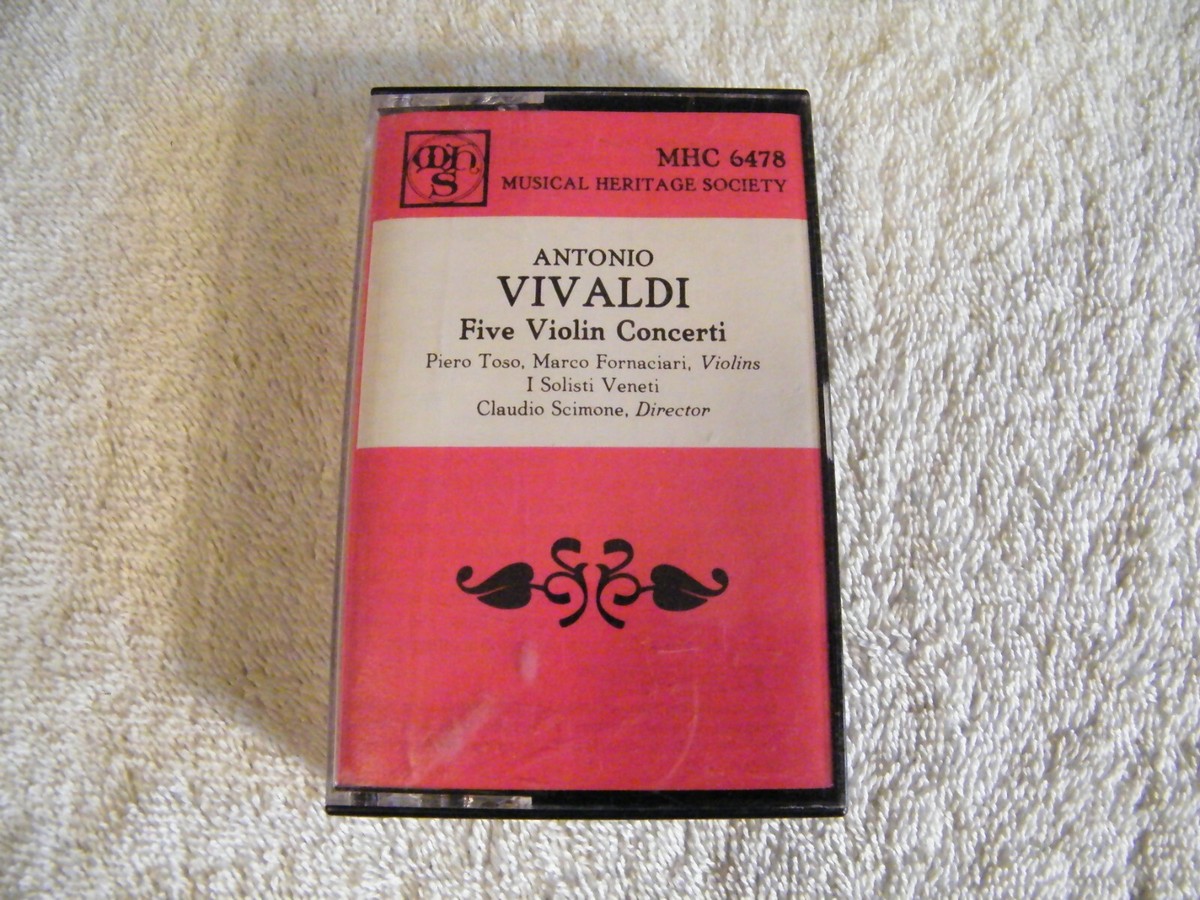 mh
s
MHC 6478
MUSICAL HERITAGE SOCIETY
ANTONIO
VIVALDI
Five Violin Concerti
Piero Toso, Marco Fornaciari, Violins
I Solisti Veneti
Claudio Scimone, Director